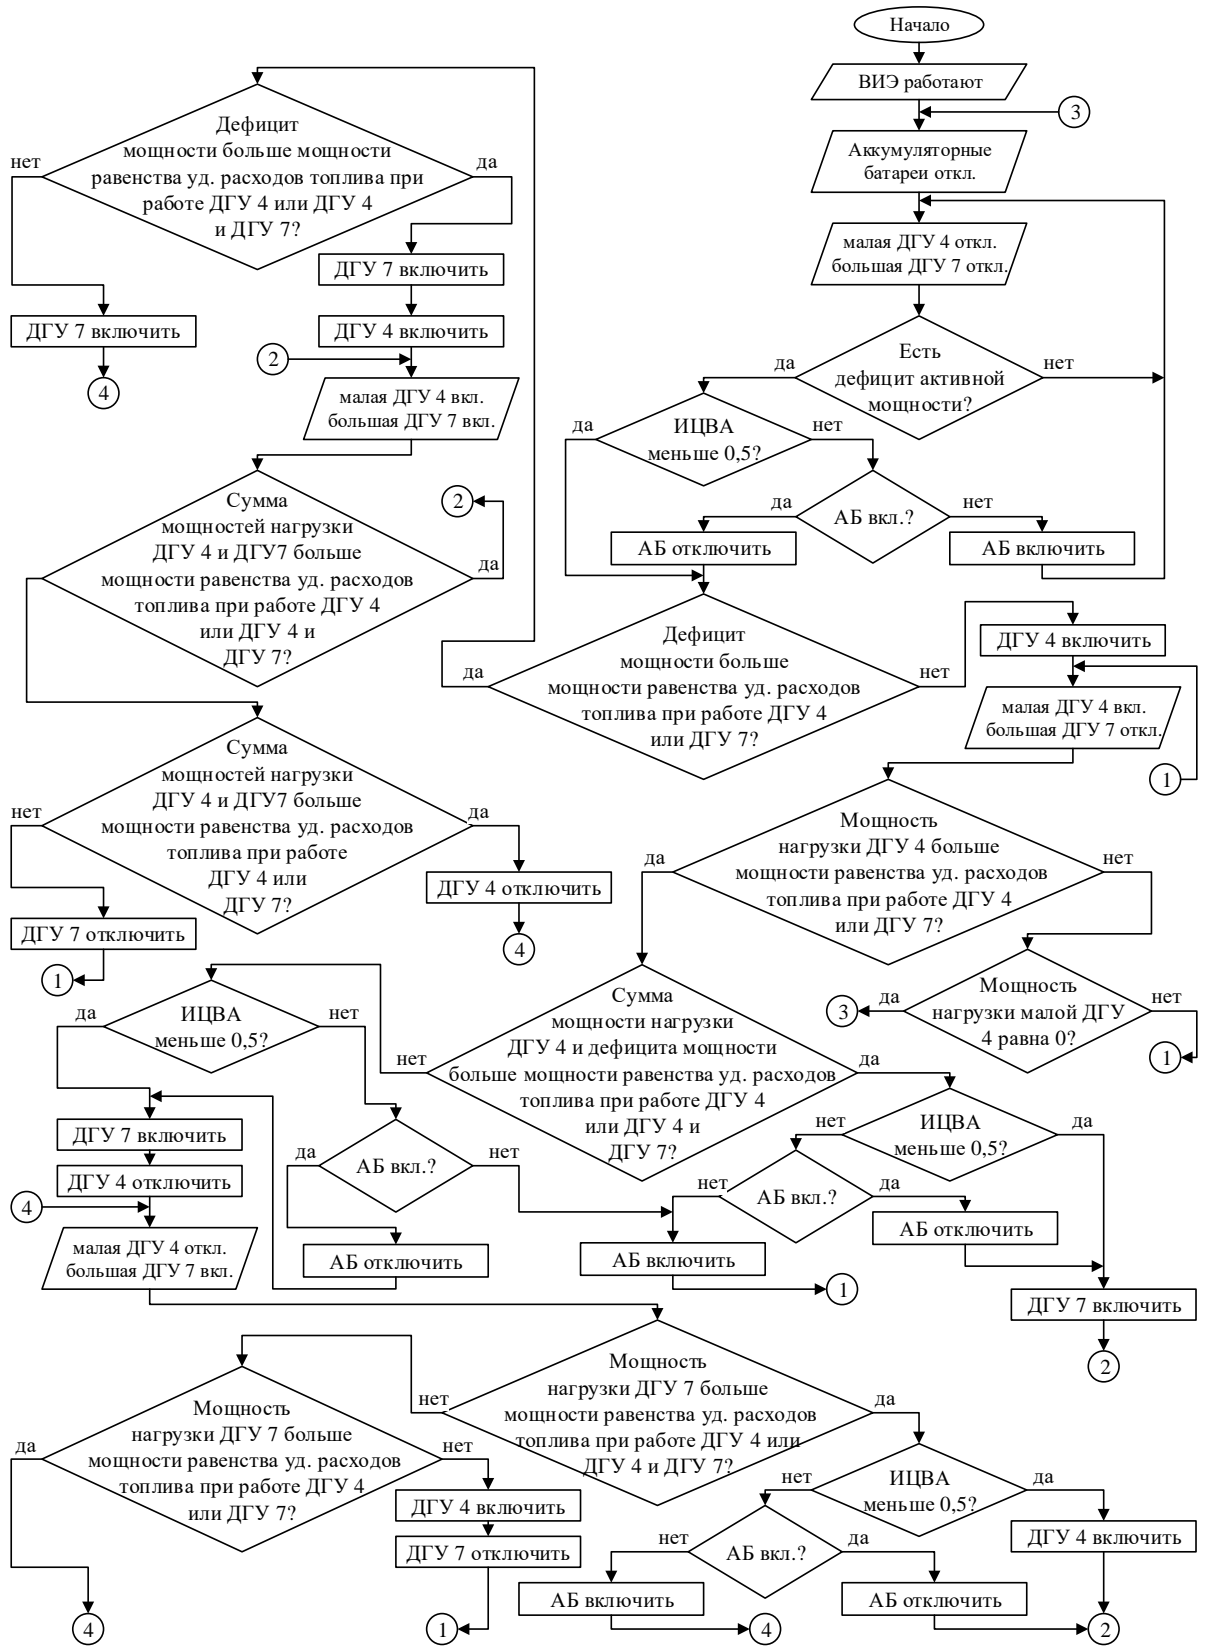 Начало
ВИЭ работают
3
Аккумуляторные
батареи откл.
малая ДГУ 4 откл.
большая ДГУ 7 откл.
Есть
дефицит активной
мощности?
да
нет
ИЦВА
меньше 0,5?
да
нет
АБ вкл.?
да
нет
АБ отключить
АБ включить
Дефицит
мощности больше
мощности равенства уд. расходов
топлива при работе ДГУ 4
или ДГУ 7?
да
нет
Дефицит
мощности больше мощности
равенства уд. расходов топлива при
работе ДГУ 4 или ДГУ 4
и ДГУ 7?
нет
да
ДГУ 7 включить
ДГУ 4 включить
ДГУ 7 включить
4
2
малая ДГУ 4 вкл.
большая ДГУ 7 вкл.
Сумма
мощностей нагрузки
ДГУ 4 и ДГУ7 больше
мощности равенства уд. расходов
топлива при работе ДГУ 4
или ДГУ 4 и
ДГУ 7?
да
2
Сумма
мощностей нагрузки
ДГУ 4 и ДГУ7 больше
мощности равенства уд. расходов
топлива при работе
ДГУ 4 или
ДГУ 7?
нет
да
ДГУ 4 отключить
4
ДГУ 7 отключить
1
ДГУ 4 включить
малая ДГУ 4 вкл.
большая ДГУ 7 откл.
1
Мощность
нагрузки ДГУ 4 больше
мощности равенства уд. расходов
топлива при работе ДГУ 4
или ДГУ 7?
да
нет
Мощность
нагрузки малой ДГУ
4 равна 0?
да
нет
3
1
Сумма
мощности нагрузки
ДГУ 4 и дефицита мощности
больше мощности равенства уд. расходов
топлива при работе ДГУ 4
или ДГУ 4 и
ДГУ 7?
нет
да
ИЦВА
меньше 0,5?
нет
да
АБ вкл.?
нет
да
АБ отключить
АБ включить
1
ДГУ 7 включить
2
ИЦВА
меньше 0,5?
да
нет
АБ вкл.?
да
нет
АБ отключить
ДГУ 7 включить
ДГУ 4 отключить
4
малая ДГУ 4 откл.
большая ДГУ 7 вкл.
Мощность
нагрузки ДГУ 7 больше
мощности равенства уд. расходов
топлива при работе ДГУ 4 или
ДГУ 4 и ДГУ 7?
нет
да
Мощность
нагрузки ДГУ 7 больше
мощности равенства уд. расходов
топлива при работе ДГУ 4
или ДГУ 7?
да
нет
4
ДГУ 4 включить
ДГУ 7 отключить
1
ИЦВА
меньше 0,5?
нет
да
АБ вкл.?
нет
да
ДГУ 4 включить
АБ включить
АБ отключить
4
2